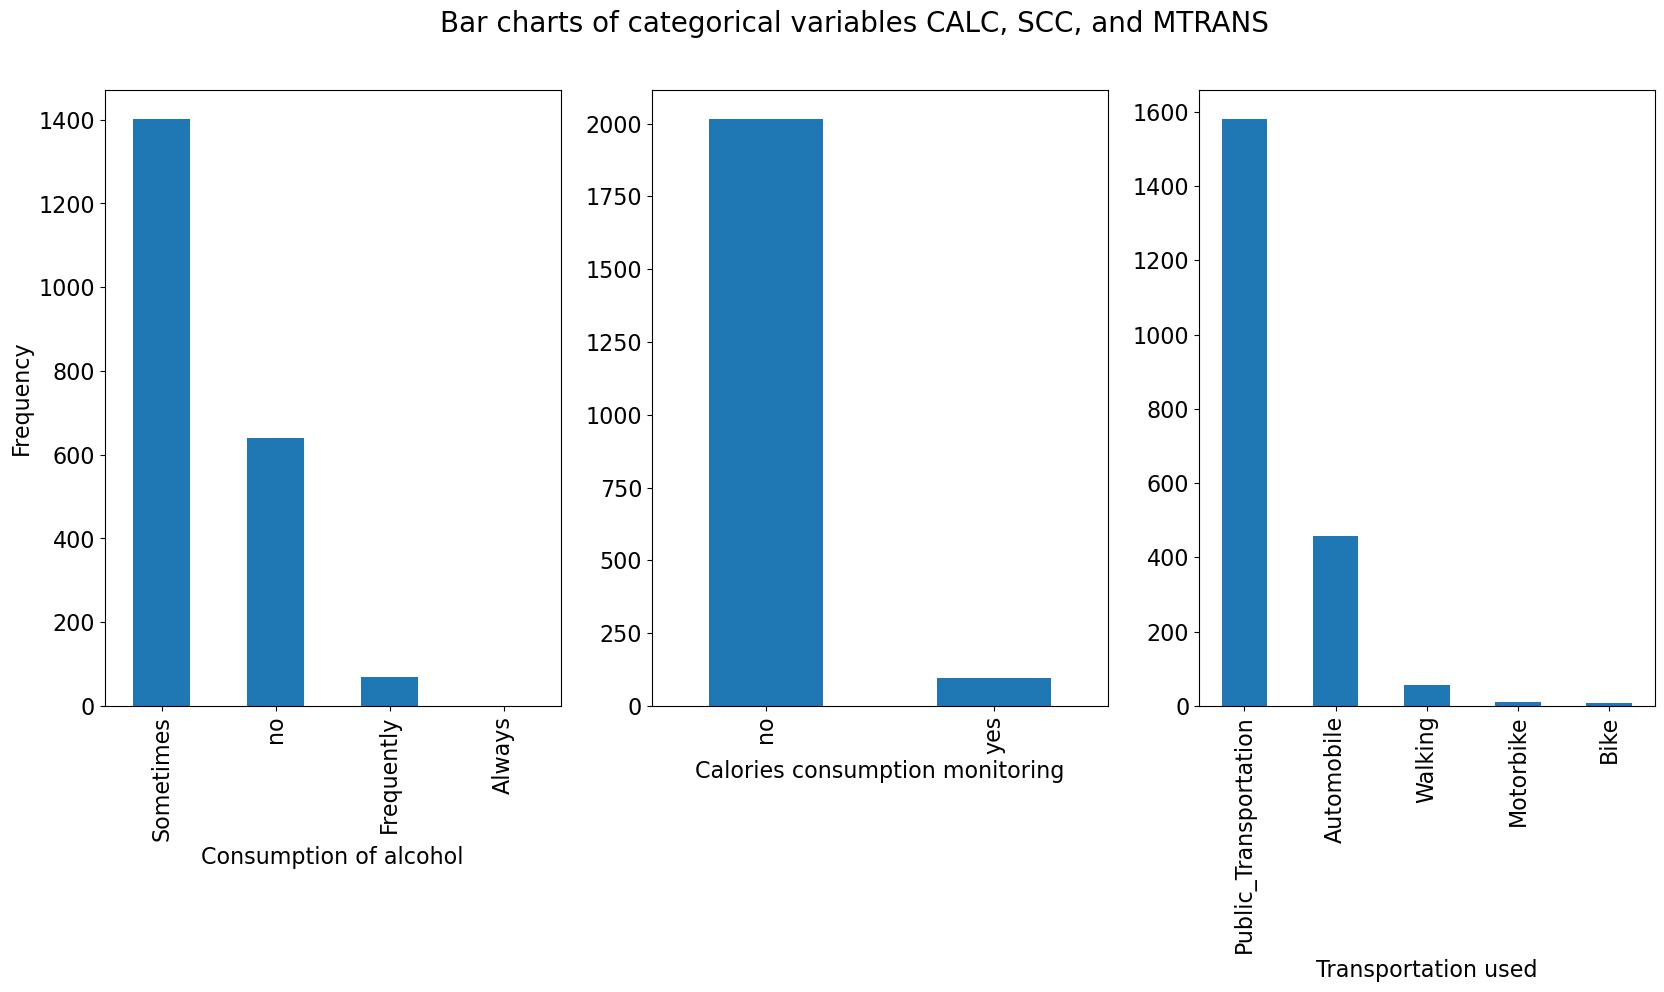 Bar charts of categorical variables CALC, SCC, and MTRANS
Frequency
1400
1200
1000
800
600
400
200
0
Sometimes
no
Frequently
Always
Consumption of alcohol
2000
1750
1500
1250
1000
750
500
250
0
no
yes
Calories consumption monitoring
1600
1400
1200
1000
800
600
400
200
0
Public_Transportation
Automobile
Walking
Motorbike
Bike
Transportation used